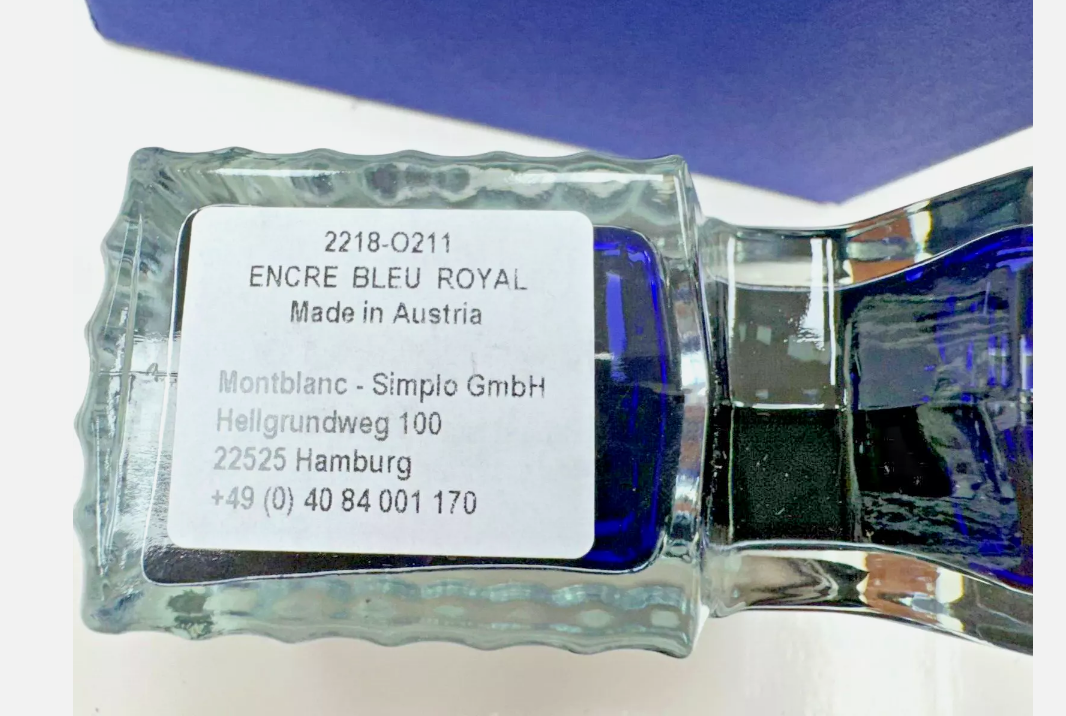 2218-O211
ENCRE BLEU ROYAL
Made in Austria
Montblanc - Simplo GmbH
Hellgrundweg 100
22525 Hamburg
+49 (0) 40 84 001 170